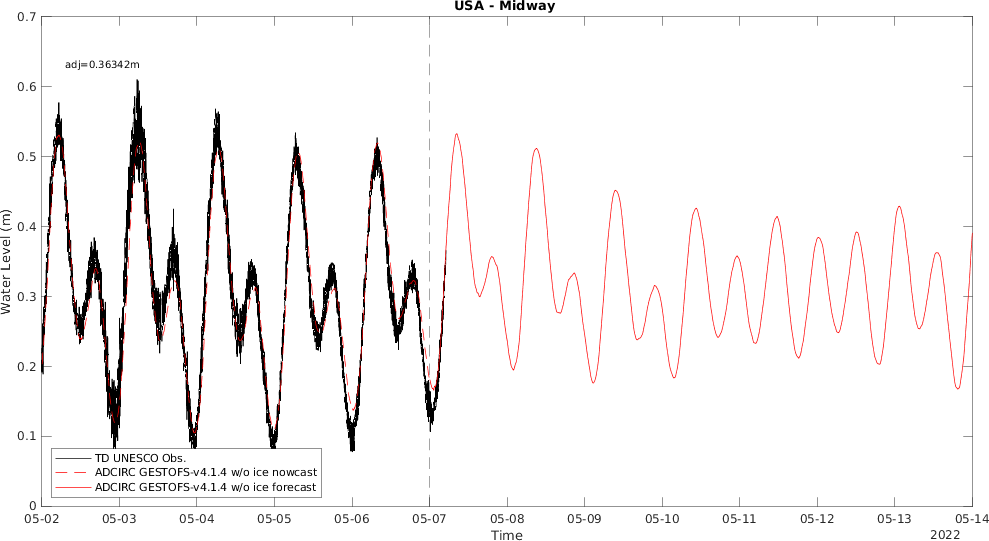 USA - Midway
0.7
adj=0.36342m
0.6
0.5
0.4
0.3
0.2
0.1
0
Water Level (m)
TD UNESCO Obs.
ADCIRC GESTOFS-v4.1.4 w/o ice nowcast
ADCIRC GESTOFS-v4.1.4 w/o ice forecast
05-02 05-03 05-04 05-05 05-06 05-07 05-08 05-09 05-10 05-11 05-12 05-13 05-14
Time
2022